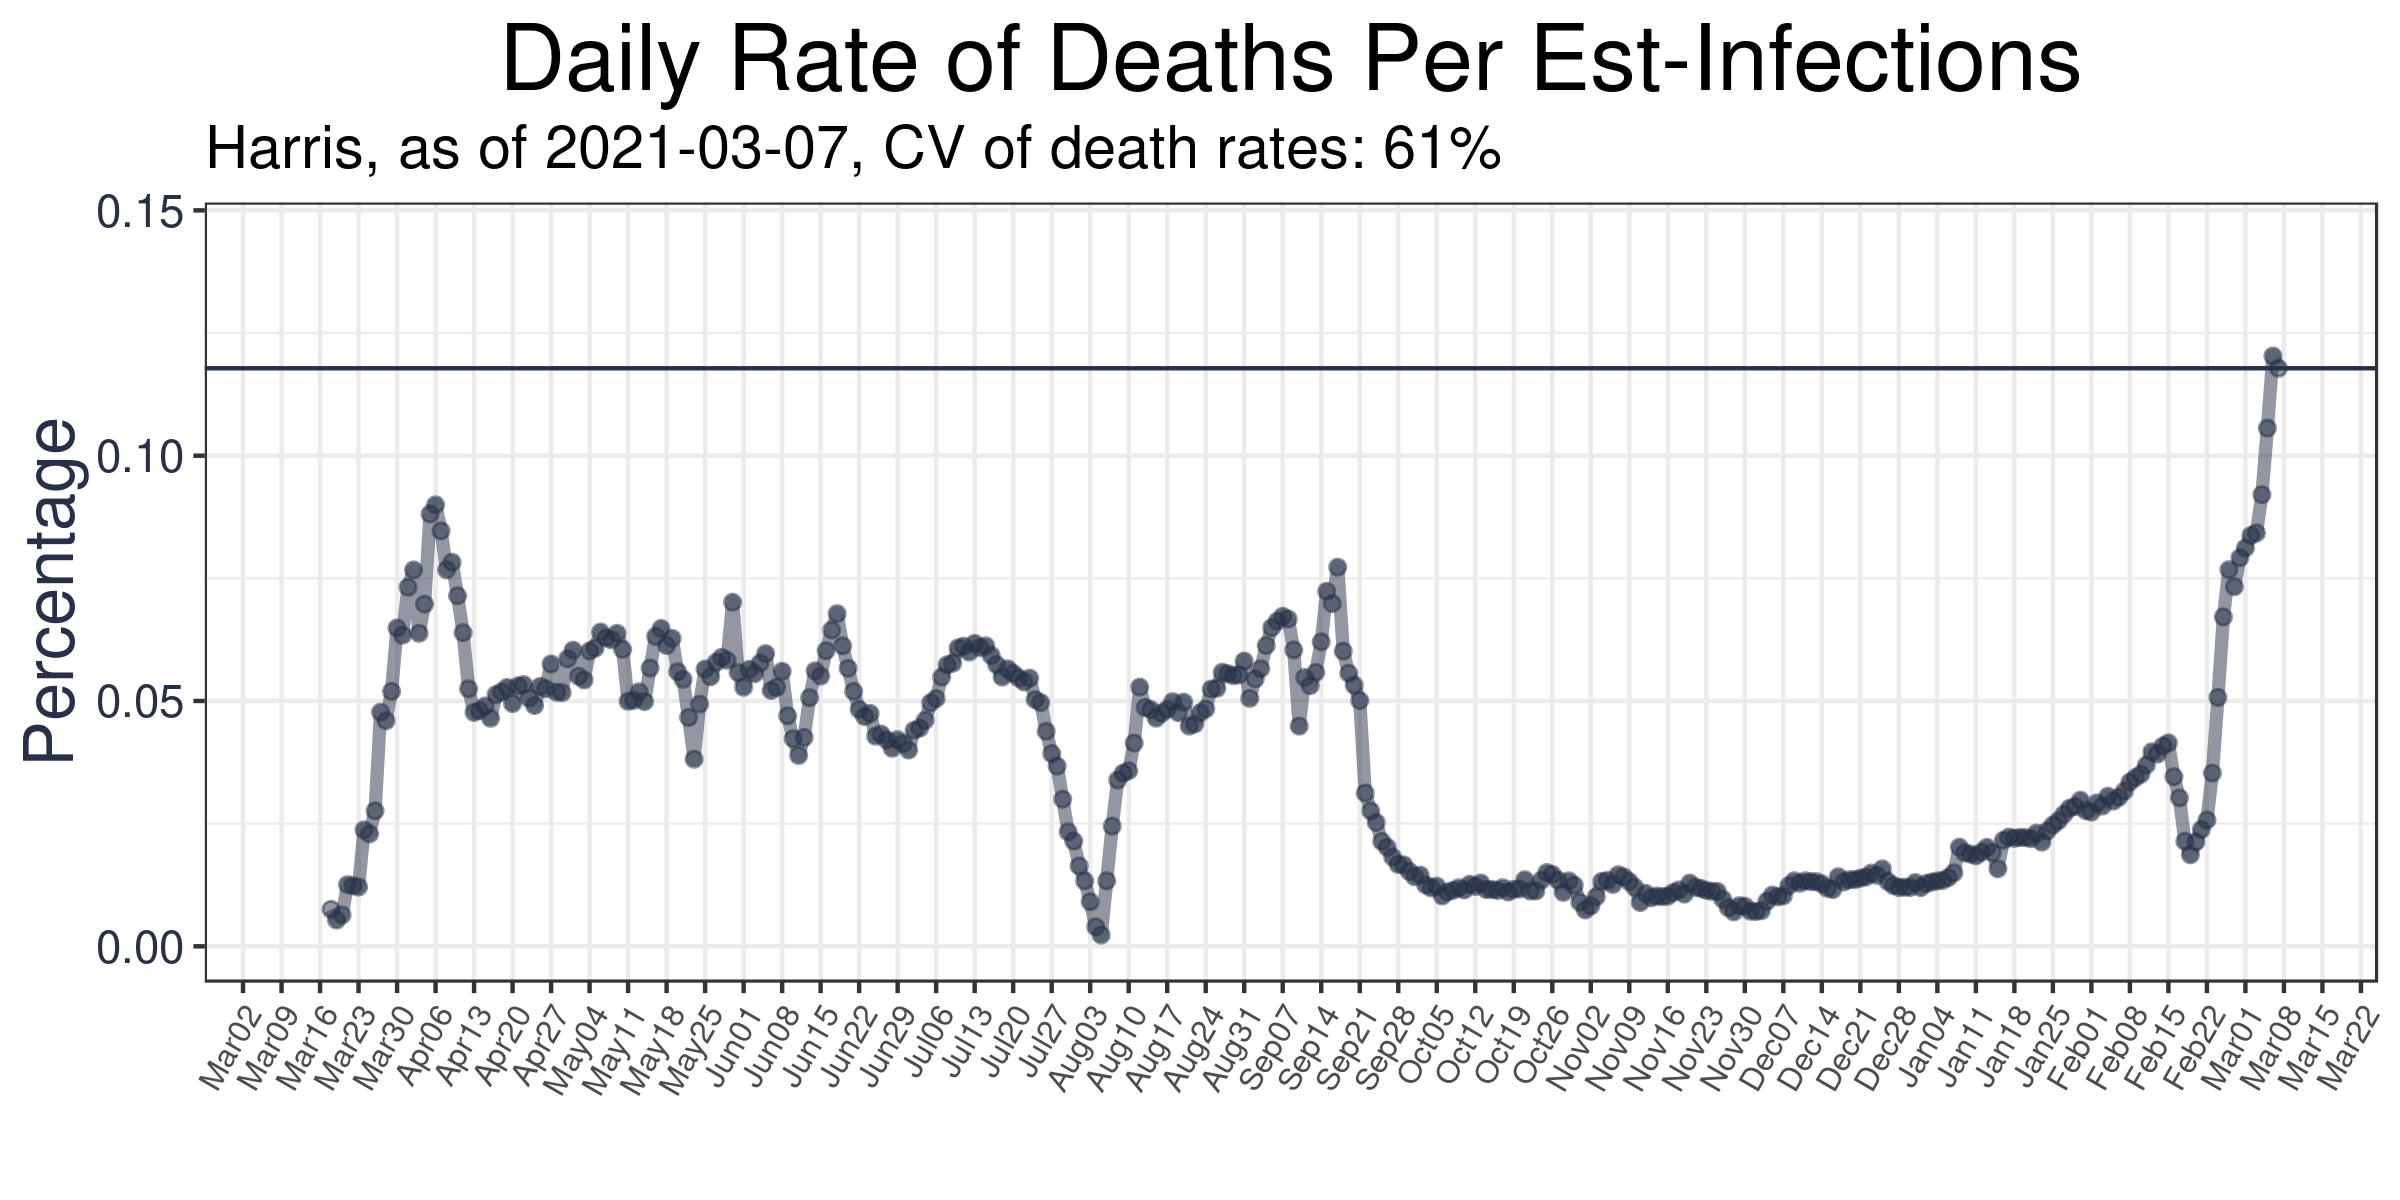 Daily Rate of Deaths Per Est-Infections
Harris, as of 2021-03-07, CV of death rates: 61%
Percentage
0.15
0.10
0.05
0.00
Mar02
Mar09
Mar16
Mar23
Mar30
Apr06
Apr13
Apr20
Apr27
May04
May11
May18
May25
Jun01
Jun08
Jun15
Jun22
Jun29
Jul06
Jul13
Jul20
Jul27
Aug03
Aug10
Aug17
Aug24
Aug31
Sep07
Sep14
Sep21
Sep28
Oct05
Oct12
Oct19
Oct26
Nov02
Nov09
Nov16
Nov23
Nov30
Dec07
Dec14
Dec21
Dec28
Jan04
Jan11
Jan18
Jan25
Feb01
Feb08
Feb15
Feb22
Mar01
Mar08
Mar15
Mar22